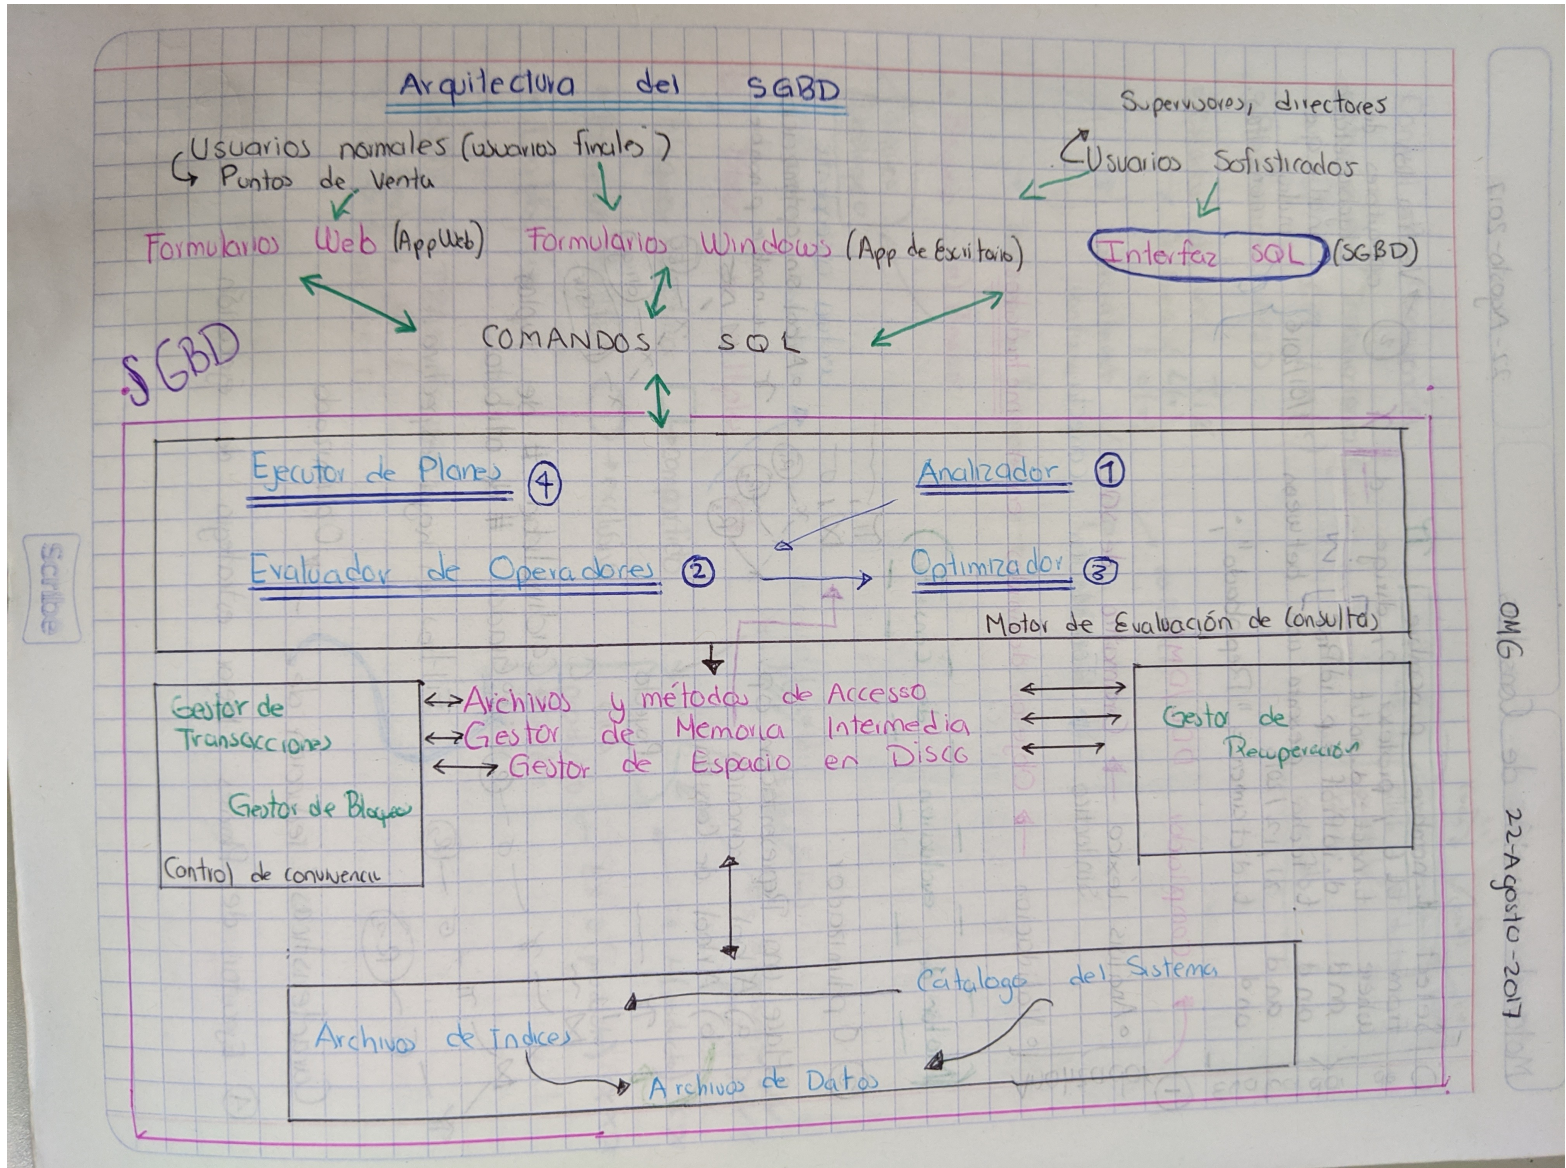 Arquitectura del SGBD
Supervisores, directores
Usuarios normales (usuarios finales)
Puntos de Venta
Usuarios Sofisticados
Formularios Web (App Web)
Formularios Windows (App de Escritorio)
Interfaz SQL (SGBD)
COMANDOS SQL
SGBD
Ejecutor de Planes 4
Analizador 1
Evaluador de Operadores 2
Optimizador 3
Motor de Evaluación de Consultas
Gestor de
Transacciones
Gestor de Bloqueo
Control de
Archivos y métodos de Accesso
Gestor de Memoria Intermedia
Gestor de Espacio en Disco
Gestor de
Recuperación
Catalogo del Sistema
Archivos de Indices
Archivos de Datos
Scribe
OMG 22-Agosto-2017